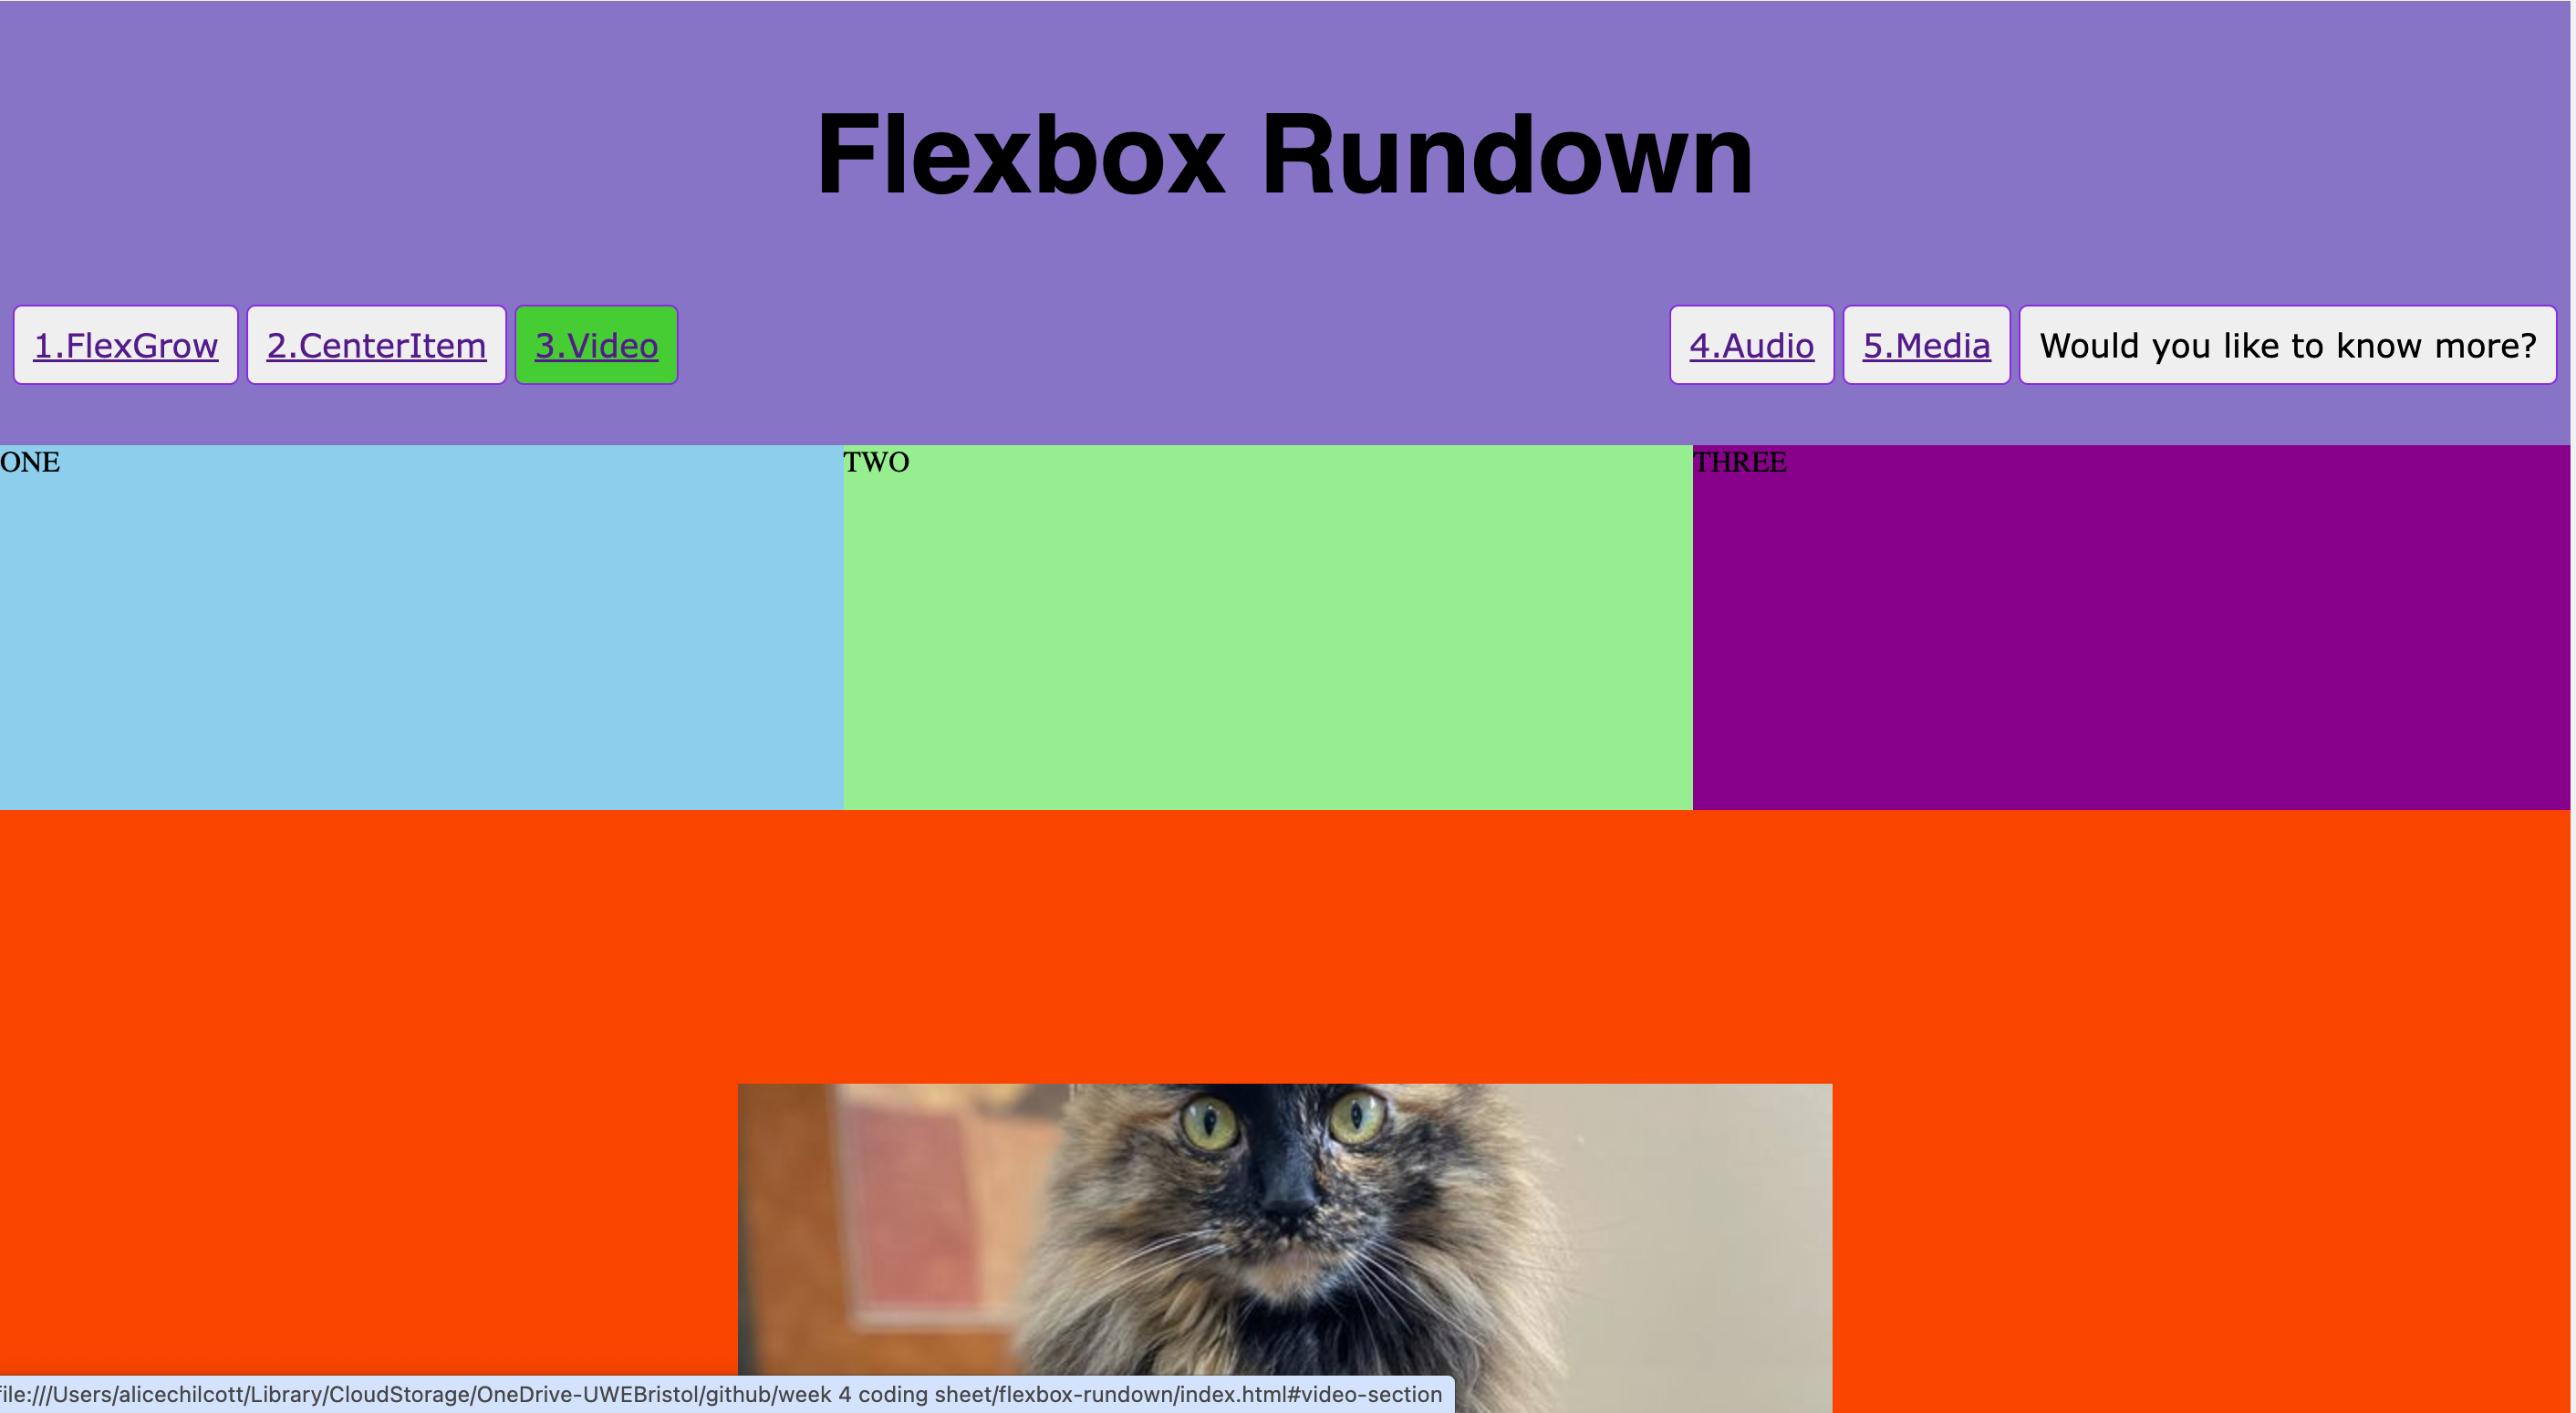 Flexbox Rundown
1.FlexGrow 2.CenterItem 3.Video 4.Audio 5.Media Would you like to know more?
ONE TWO THREE
file:///Users/alicechilcott/Library/CloudStorage/OneDrive-UWEBristol/github/week 4 coding sheet/flexbox-rundown/index.html#video-section